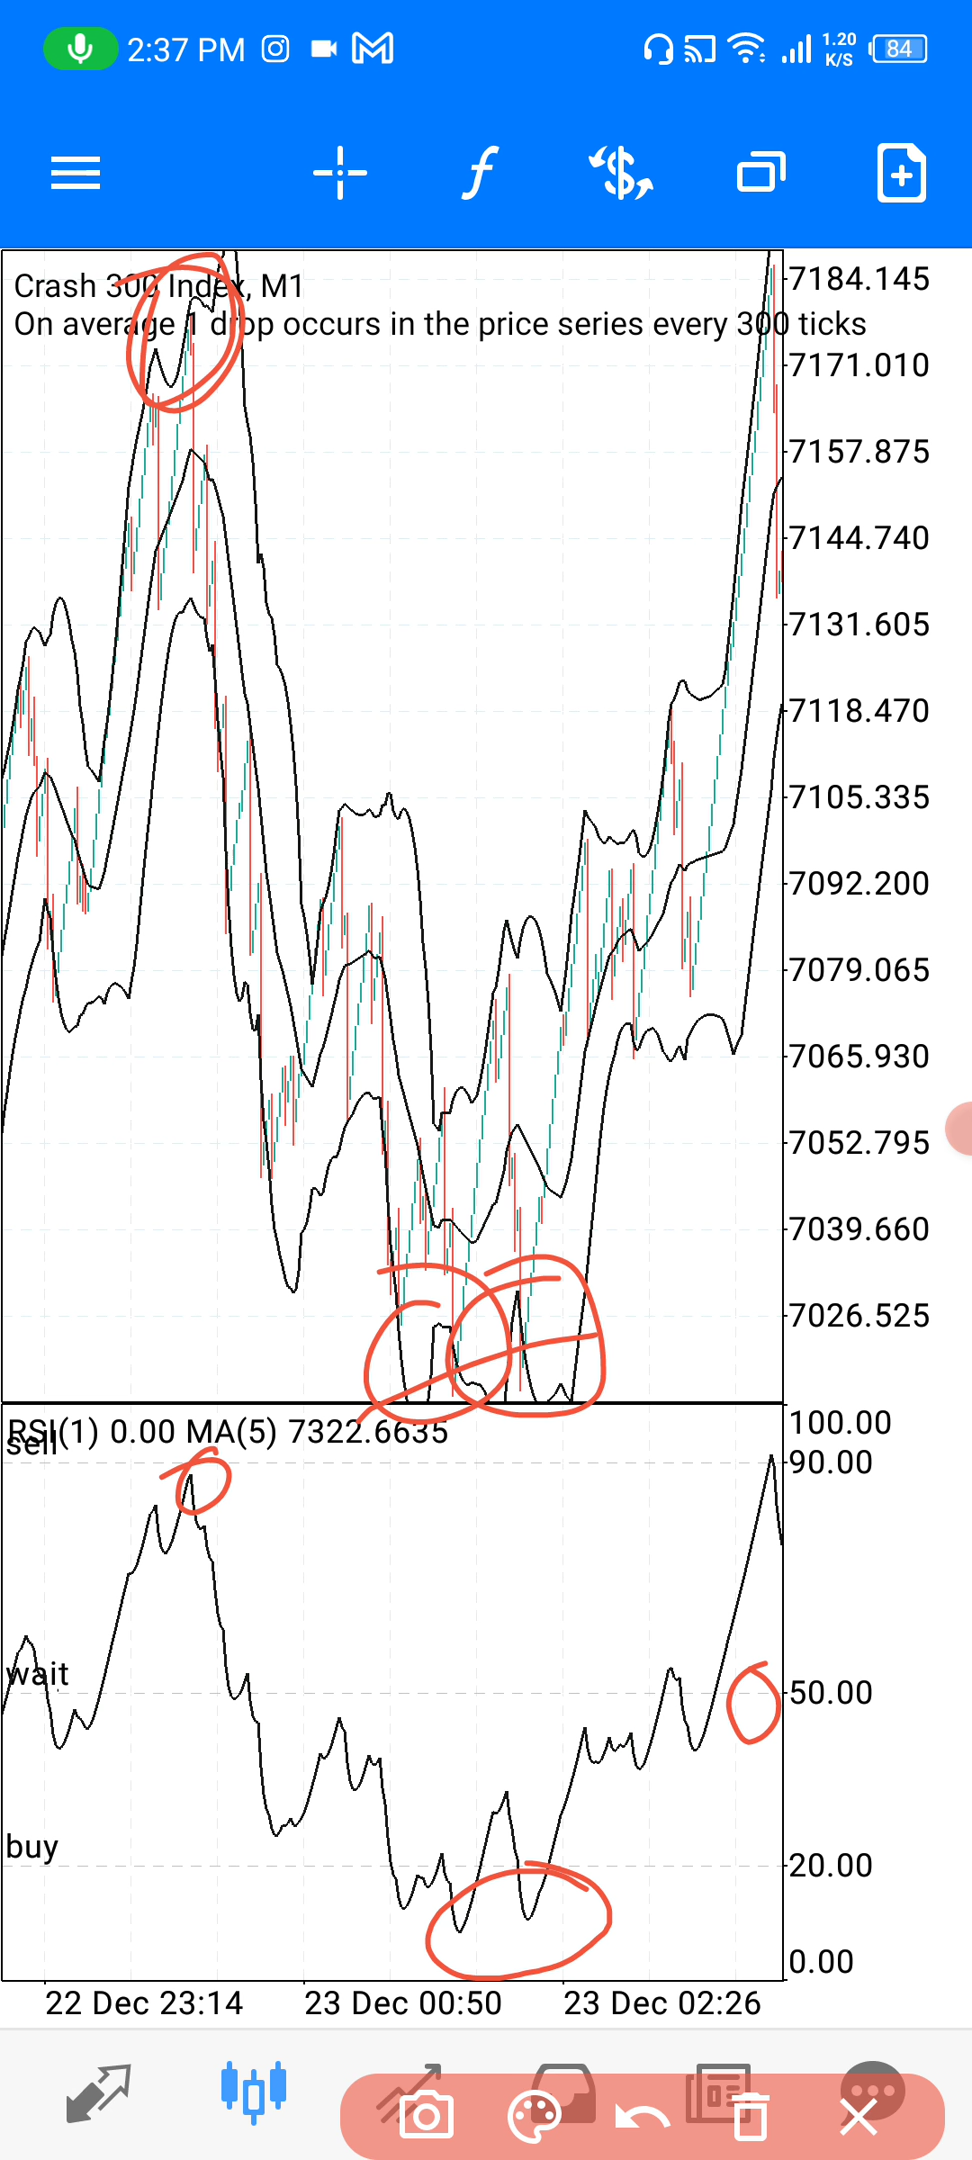 2:37 PM
1.20
K/S
84
Crash 300 Index, M1
On average 1 drop occurs in the price series every 300 ticks
7184.145
7171.010
7157.875
7144.740
7131.605
7118.470
7105.335
7092.200
7079.065
7065.930
7052.795
7039.660
7026.525
RSI(1) 0.00 MA(5) 7322.6635
100.00
sell
90.00
wait
50.00
buy
20.00
0.00
22 Dec 23:14
23 Dec 00:50
23 Dec 02:26